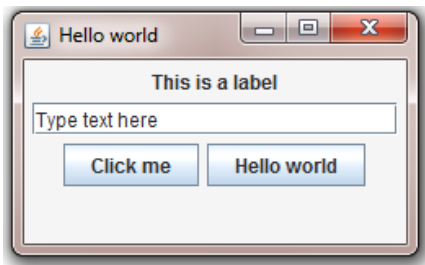 Hello world
This is a label
Type text here
Click me Hello world